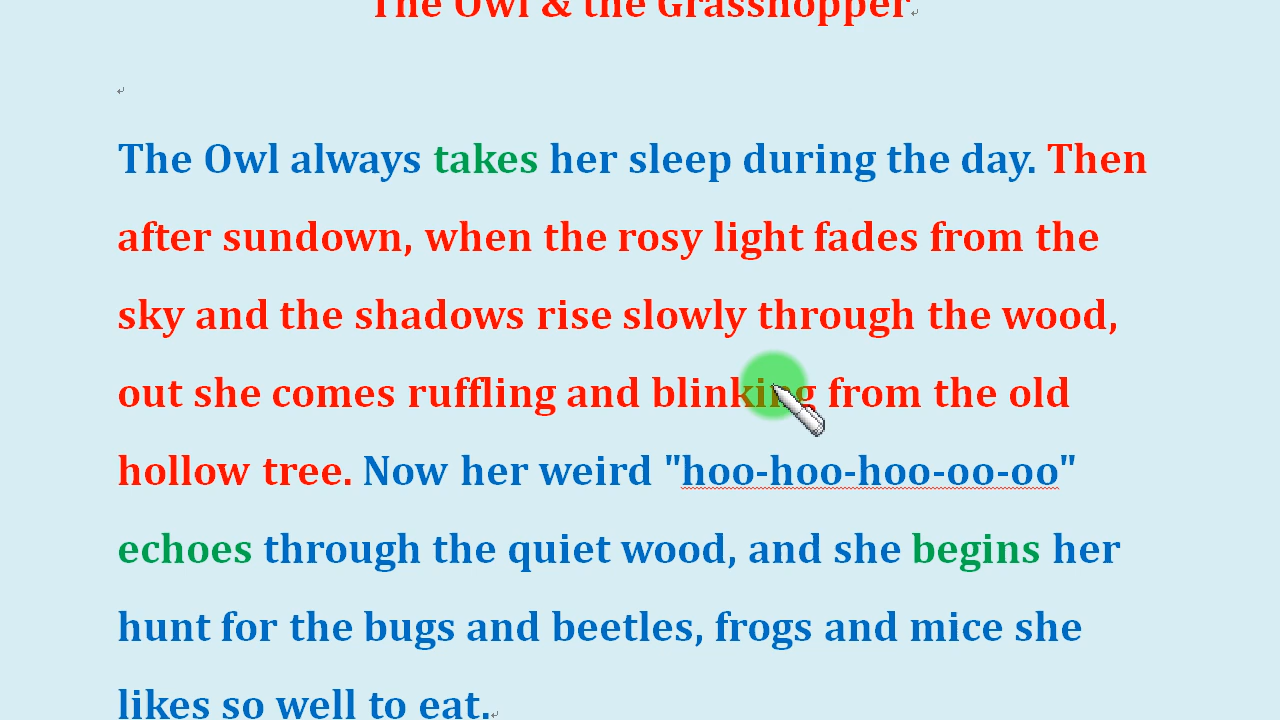 The Owl & the Grasshopper
The Owl always takes her sleep during the day. Then
after sundown, when the rosy light fades from the
sky and the shadows rise slowly through the wood,
out she comes ruffling and blinking from the old
hollow tree. Now her weird "hoo-hoo-hoo-oo-oo"
echoes through the quiet wood, and she begins her
hunt for the bugs and beetles, frogs and mice she
likes so well to eat.